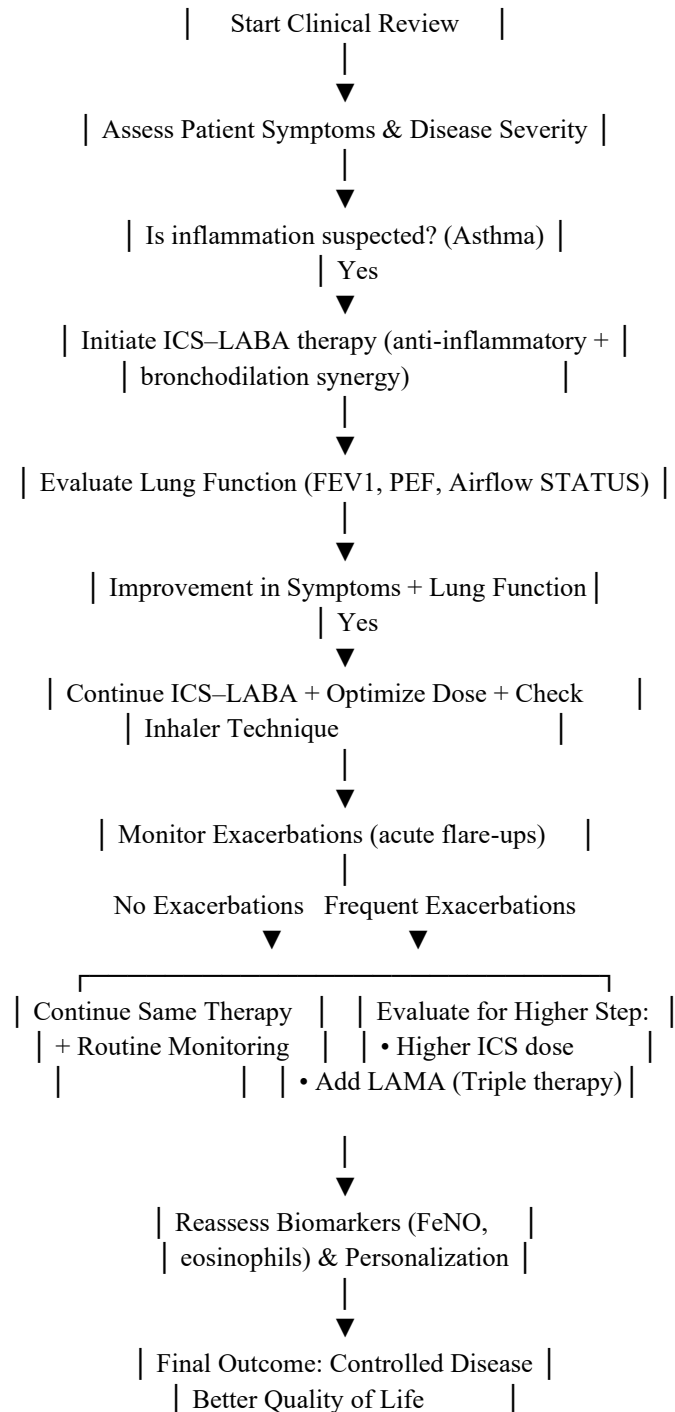 Start Clinical Review
Assess Patient Symptoms & Disease Severity
Is inflammation suspected? (Asthma)
Yes
Initiate ICS–LABA therapy (anti-inflammatory +
bronchodilation synergy)
Evaluate Lung Function (FEV1, PEF, Airflow STATUS)
Improvement in Symptoms + Lung Function
Yes
Continue ICS–LABA + Optimize Dose + Check
Inhaler Technique
Monitor Exacerbations (acute flare-ups)
No Exacerbations Frequent Exacerbations
Continue Same Therapy
+ Routine Monitoring
Evaluate for Higher Step:
• Higher ICS dose
• Add LAMA (Triple therapy)
Reassess Biomarkers (FeNO,
eosinophils) & Personalization
Final Outcome: Controlled Disease
Better Quality of Life